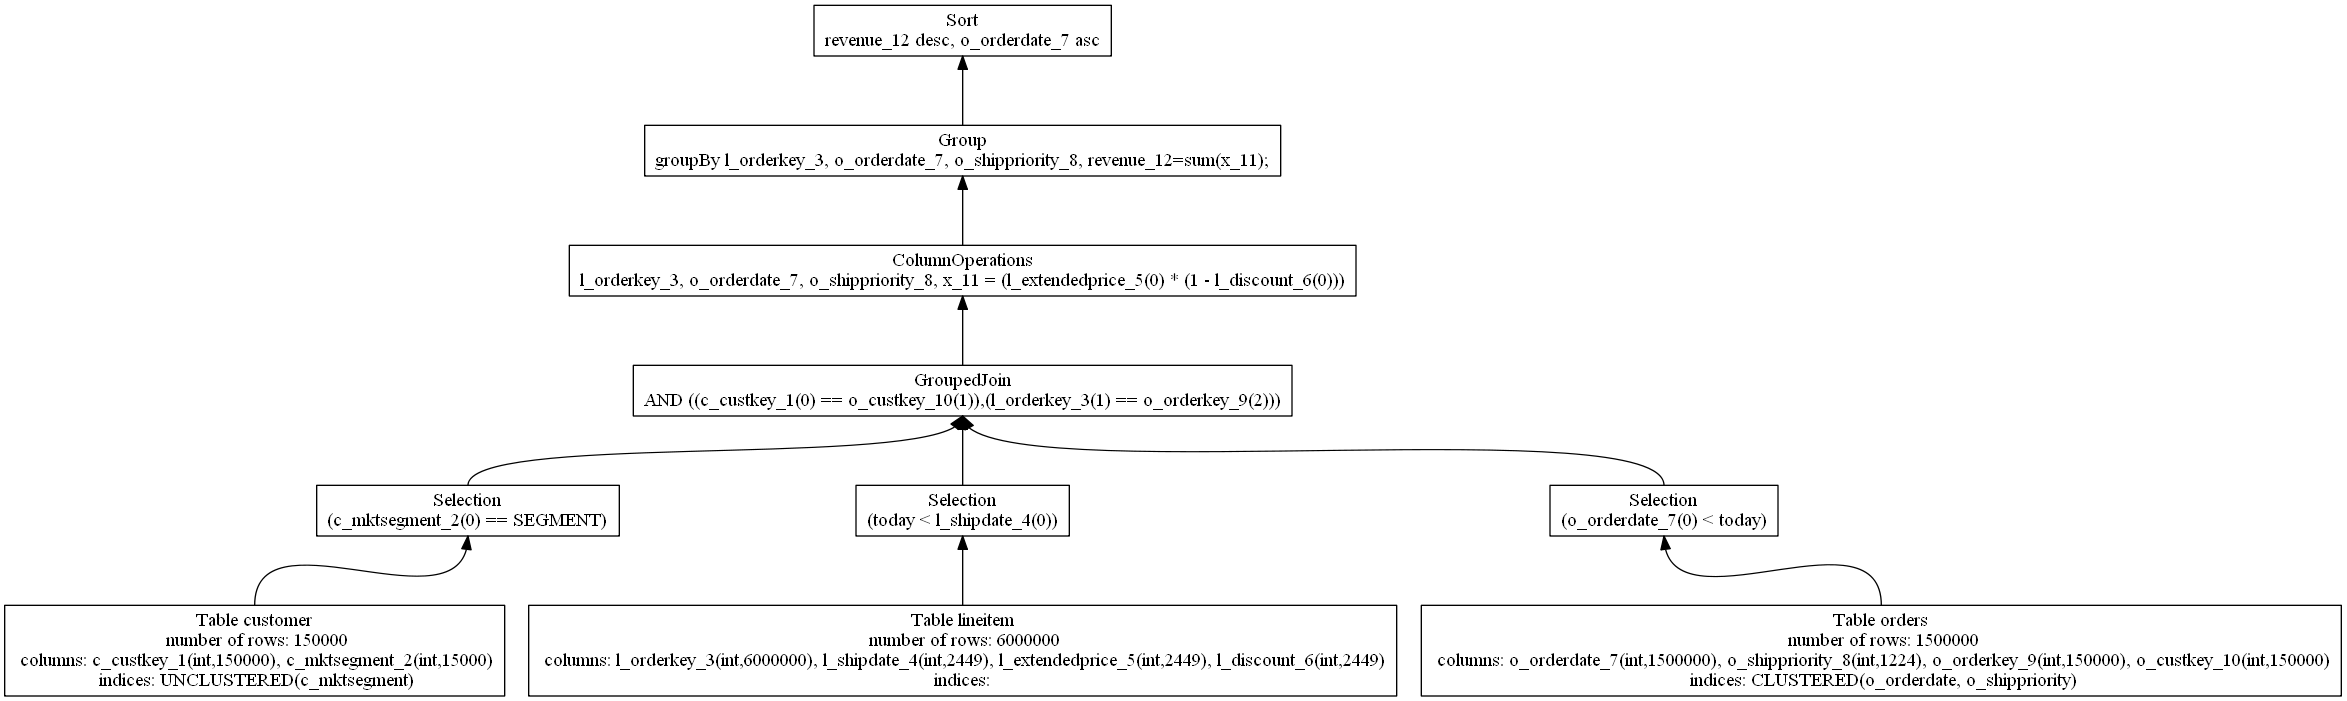 Sort
revenue_12 desc, o_orderdate_7 asc
Group
groupBy l_orderkey_3, o_orderdate_7, o_shippriority_8, revenue_12=sum(x_11);
ColumnOperations
l_orderkey_3, o_orderdate_7, o_shippriority_8, x_11 = (l_extendedprice_5(0) * (1 - l_discount_6(0)))
GroupedJoin
AND ((c_custkey_1(0) == o_custkey_10(1)),(l_orderkey_3(1) == o_orderkey_9(2)))
Selection
(c_mktsegment_2(0) == SEGMENT)
Selection
(today < l_shipdate_4(0))
Selection
(o_orderdate_7(0) < today)
Table customer
number of rows: 150000
columns: c_custkey_1(int,150000), c_mktsegment_2(int,15000)
indices: UNCLUSTERED(c_mktsegment)
Table lineitem
number of rows: 6000000
columns: l_orderkey_3(int,6000000), l_shipdate_4(int,2449), l_extendedprice_5(int,2449), l_discount_6(int,2449)
indices:
Table orders
number of rows: 1500000
columns: o_orderdate_7(int,1500000), o_shippriority_8(int,1224), o_orderkey_9(int,150000), o_custkey_10(int,150000)
indices: CLUSTERED(o_orderdate, o_shippriority)